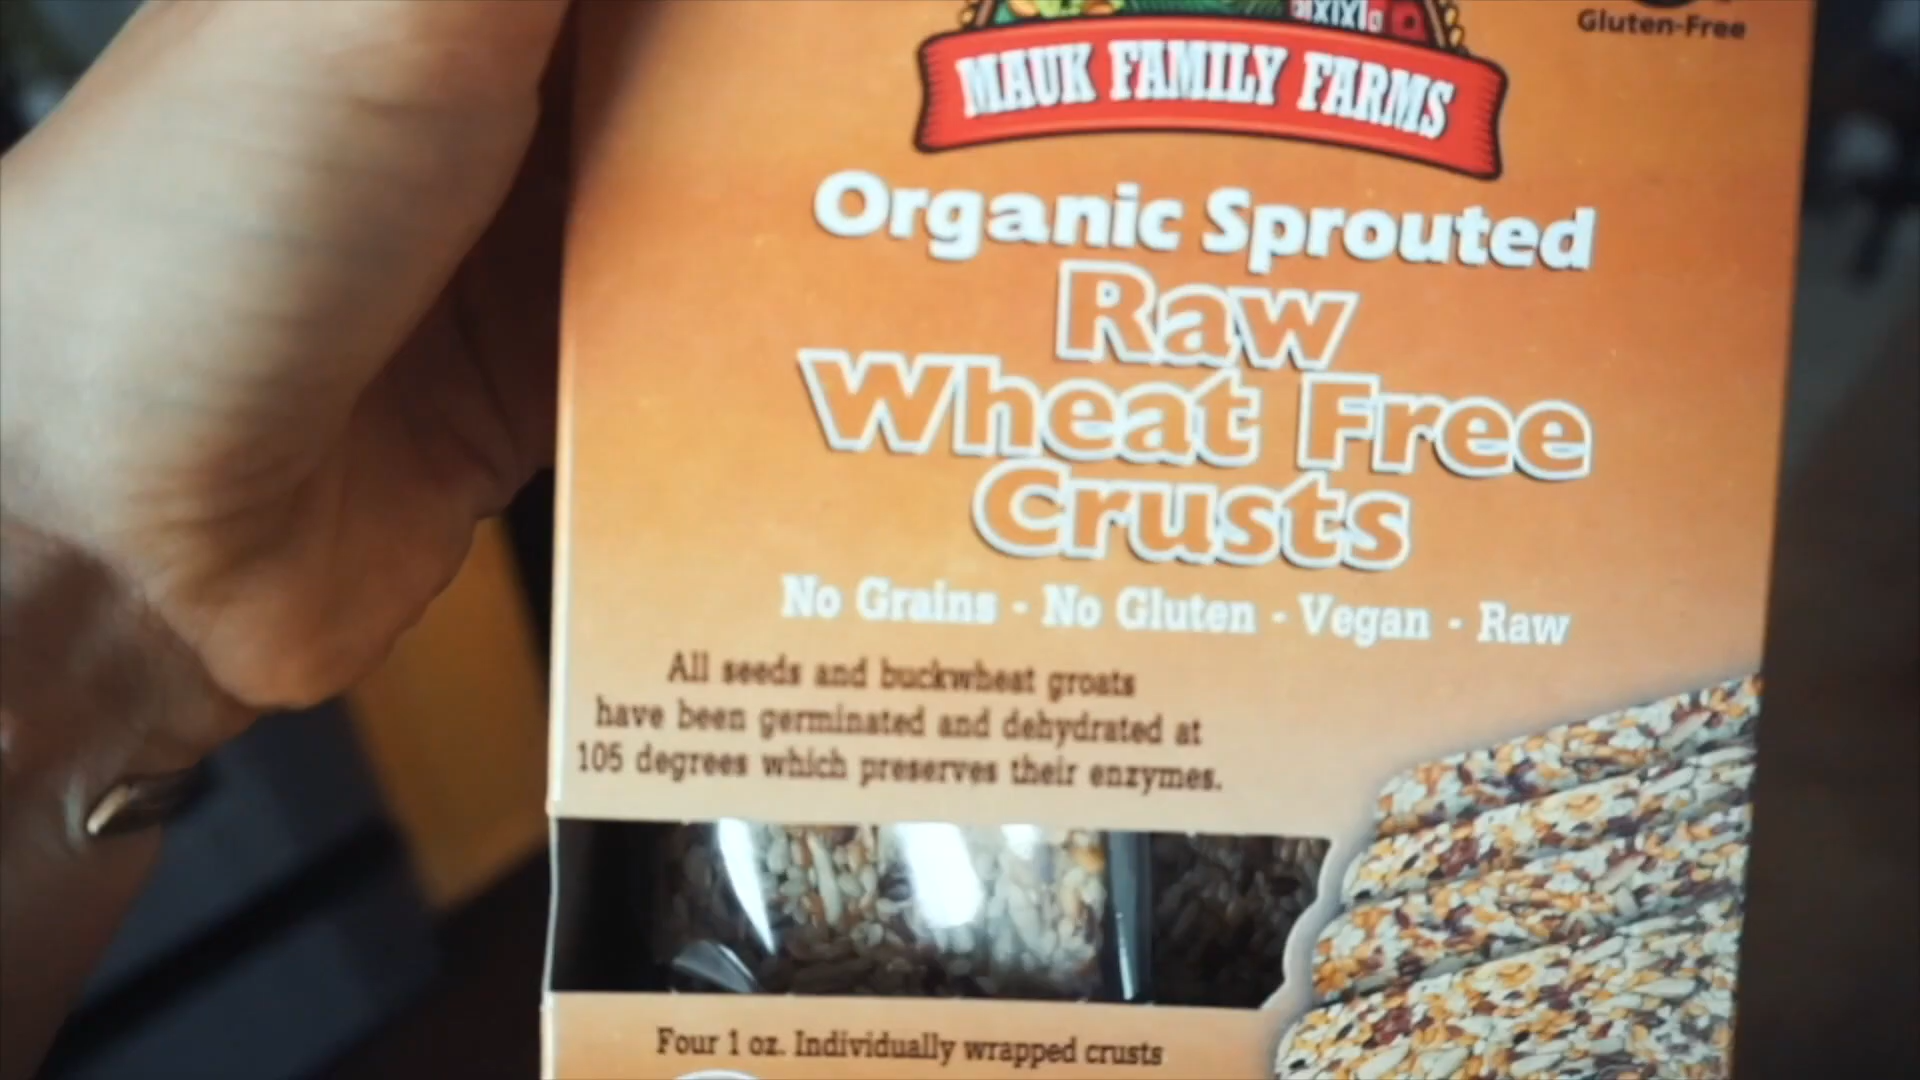 Gluten-Free
MAUK FAMILY FARMS
Organic Sprouted
Raw
Wheat Free
Crusts
No Grains - No Gluten - Vegan - Raw
All seeds and buckwheat groats
have been germinated and dehydrated at
105 degrees which preserves their enzymes.
Four 1 oz. Individually wrapped crusts